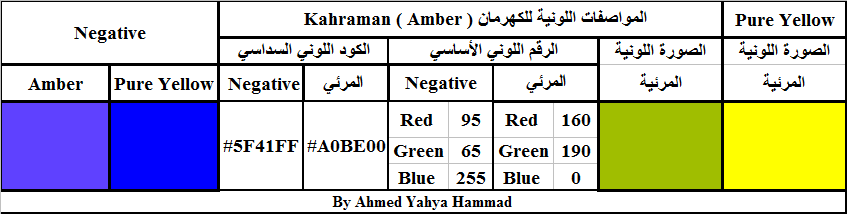 Negative
المواصفات اللونية للكهرمان Kahraman ( Amber )
Pure Yellow
الكود اللوني السداسي
الرقم اللوني الأساسي
الصورة اللونية
الصورة اللونية
Amber
Pure Yellow
Negative
المرئي
Negative
المرئي
المرئية
المرئية
#5F41FF
#A0BE00
Red 95 Red 160
Green 65 Green 190
Blue 255 Blue 0
By Ahmed Yahya Hammad